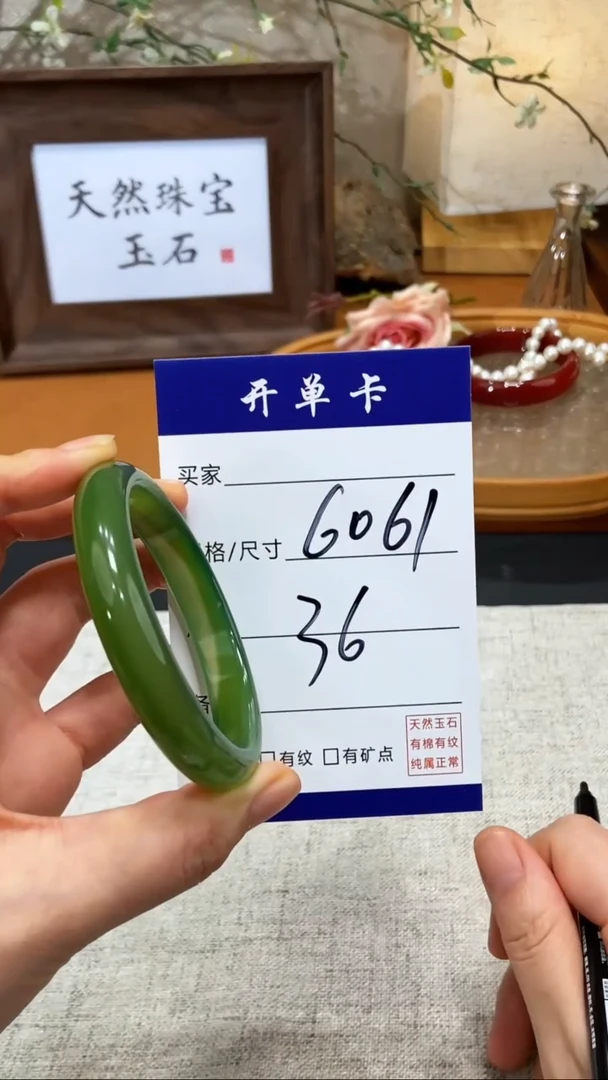 天然珠宝
玉石
开单卡
买家
格/尺寸 6061
36
备
□有纹 □有矿点
天然玉石
有棉有纹
纯属正常